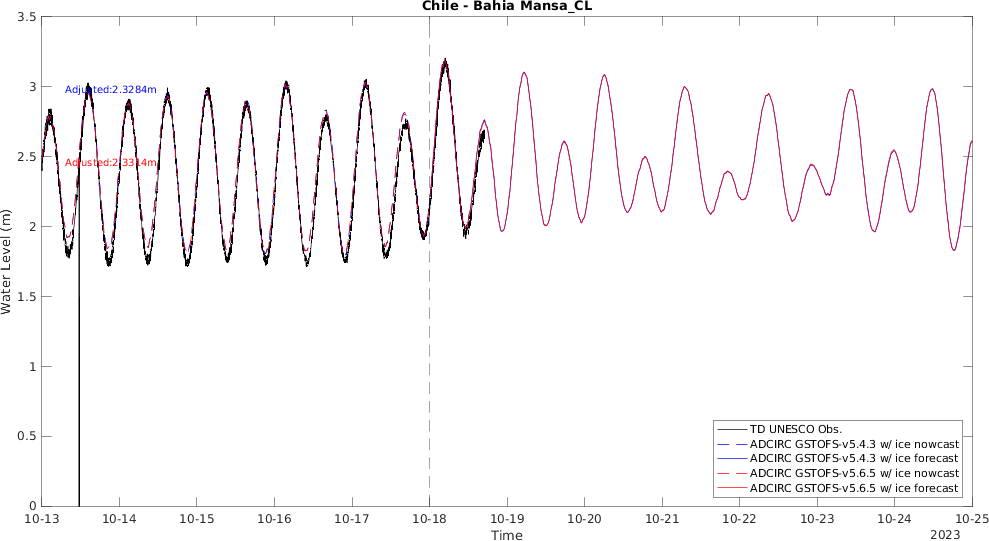 Chile - Bahia Mansa_CL
3.5
3
2.5
2
1.5
1
0.5
0
Water Level (m)
Adjusted:2.3284m
Adjusted:2.3314m
TD UNESCO Obs.
ADCIRC GSTOFS-v5.4.3 w/ ice nowcast
ADCIRC GSTOFS-v5.4.3 w/ ice forecast
ADCIRC GSTOFS-v5.6.5 w/ ice nowcast
ADCIRC GSTOFS-v5.6.5 w/ ice forecast
10-13 10-14 10-15 10-16 10-17 10-18 10-19 10-20 10-21 10-22 10-23 10-24 10-25
Time
2023